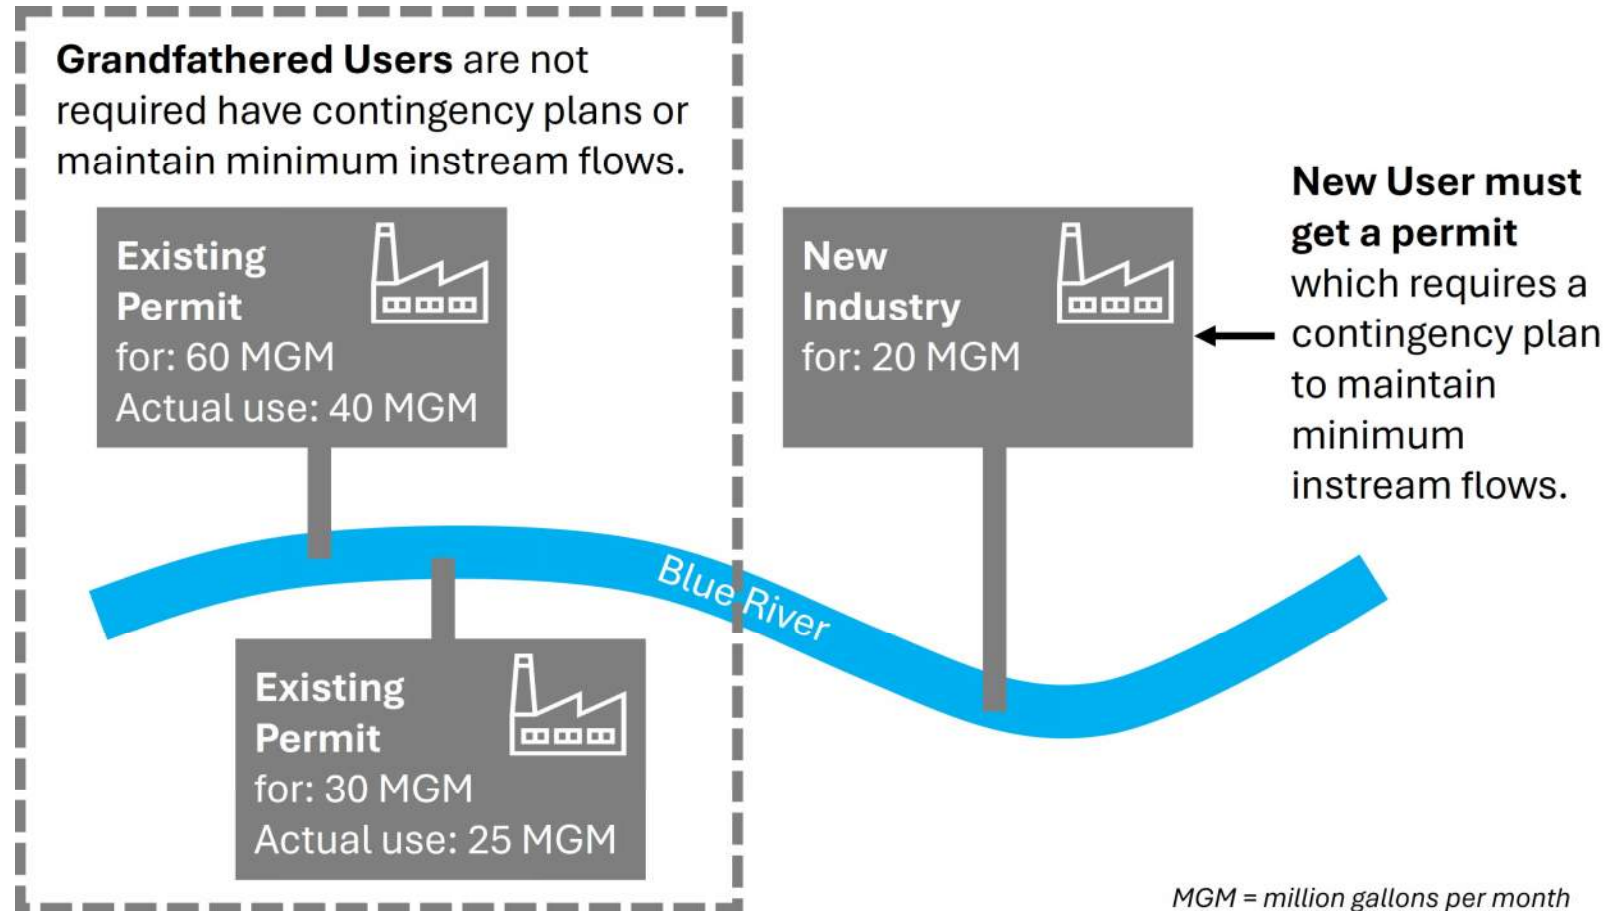 Grandfathered Users are not
required have contingency plans or
maintain minimum instream flows.
Existing
Permit
for: 60 MGM
Actual use: 40 MGM
New
Industry
for: 20 MGM
New User must
get a permit
which requires a
contingency plan
to maintain
minimum
instream flows.
Blue River
Existing
Permit
for: 30 MGM
Actual use: 25 MGM
MGM = million gallons per month